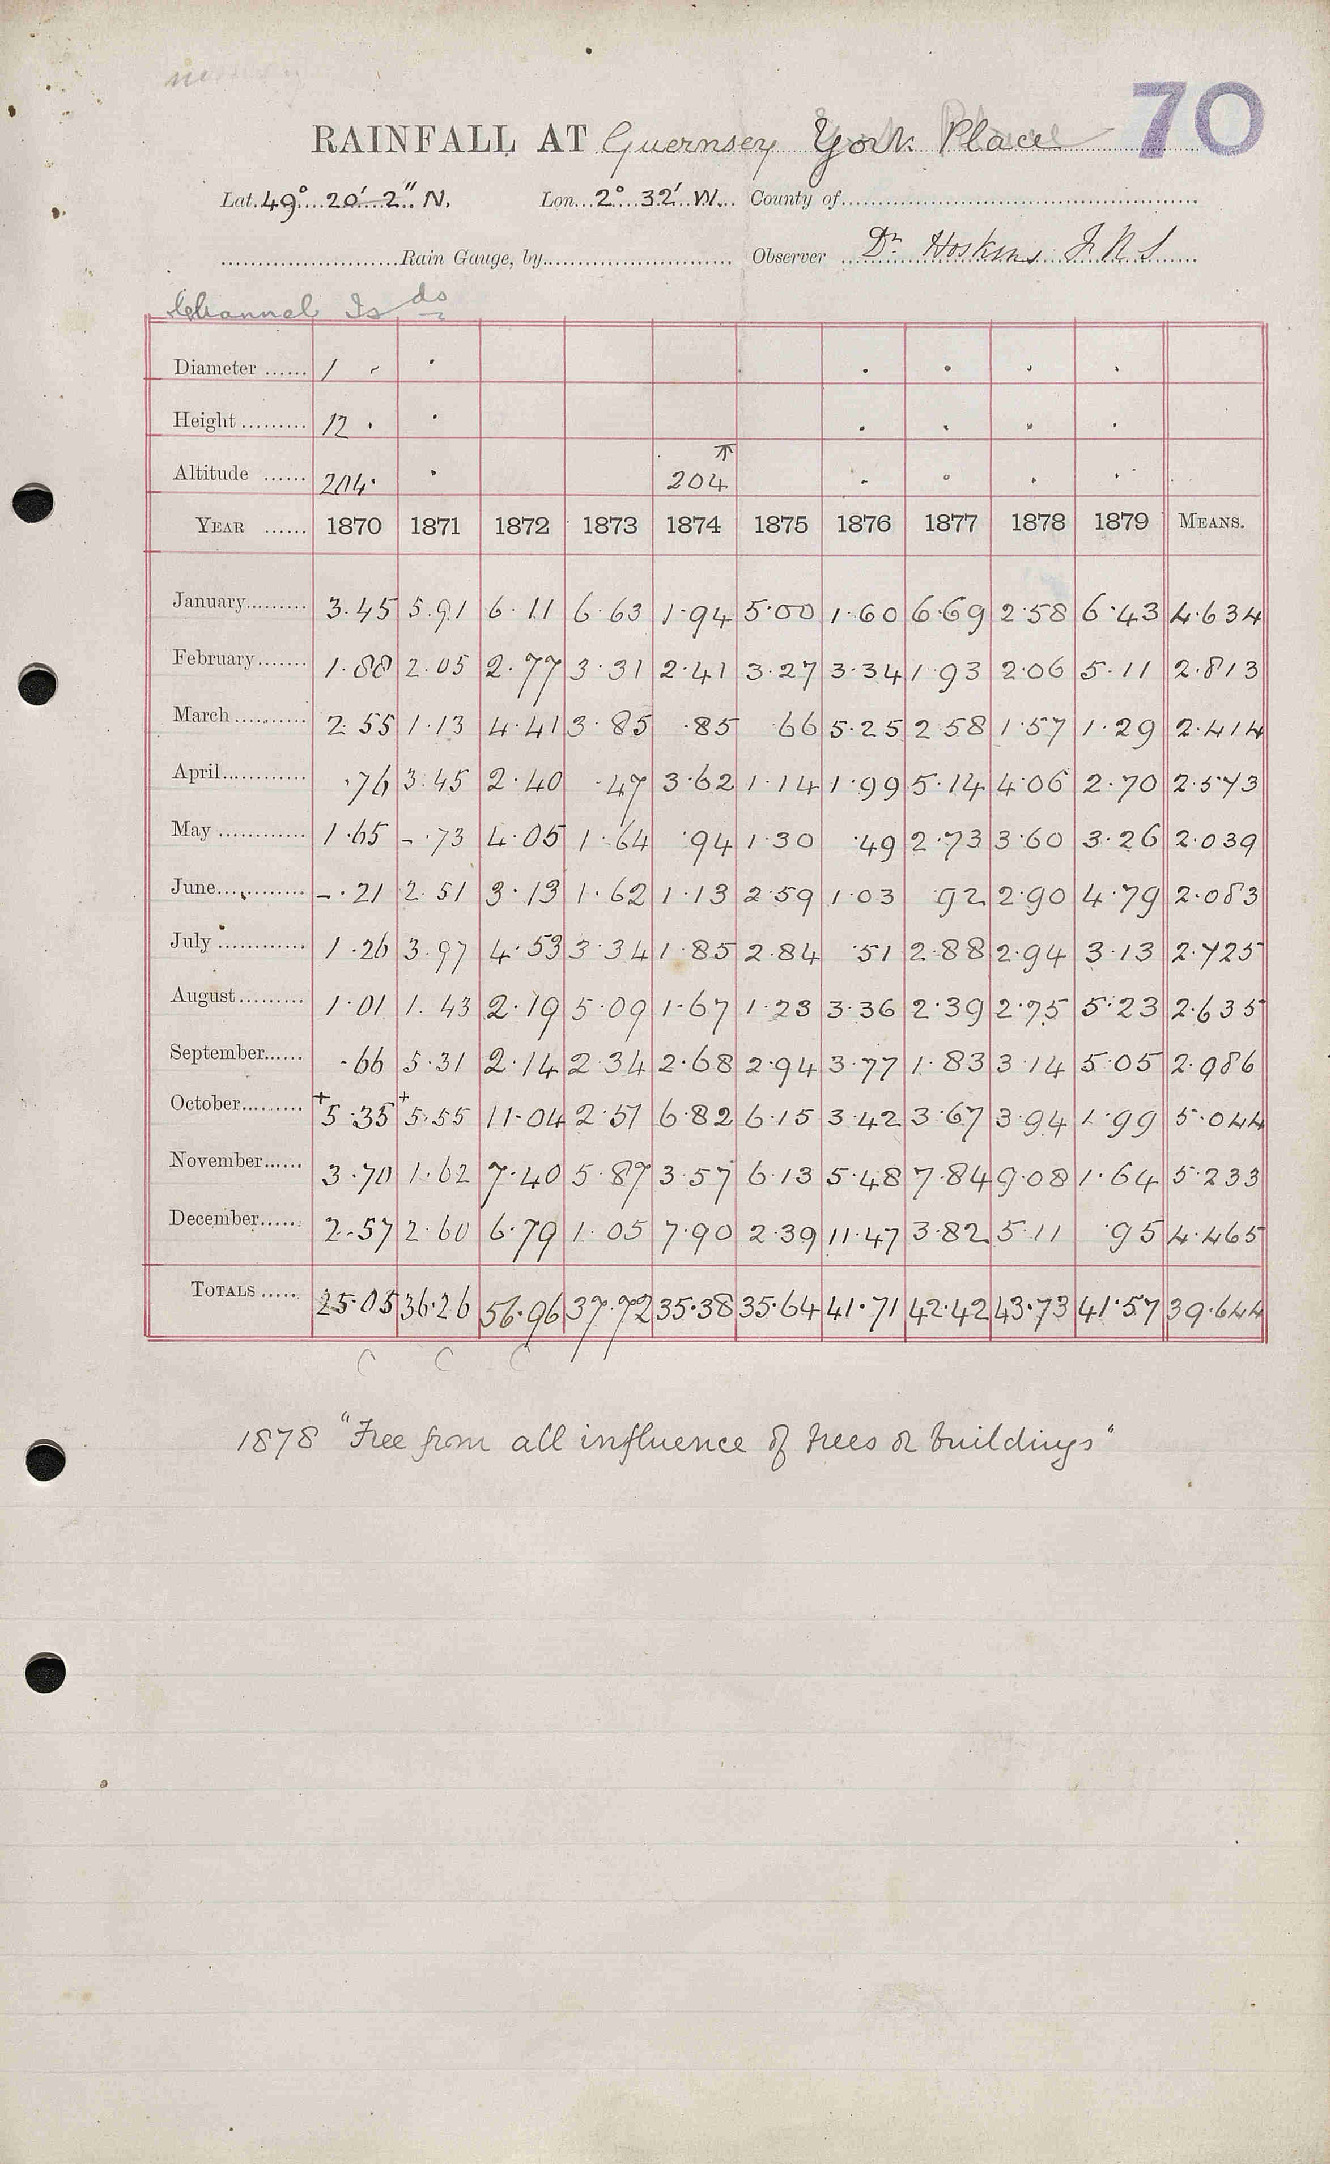 70
RAINFALL AT Guernsey York Place
Lat. 49° 20′ 2″ N. Lon. 2° 32′ W. County of
Rain Gauge, by Observer Dr Hoskins F.R.S
Channel Is ds
Diameter 1
Height 12
Altitude 204 204
YEAR 1870 1871 1872 1873 1874 1875 1876 1877 1878 1879 MEANS.
January 3.45 5.91 6.11 6.63 1.94 5.00 1.60 6.69 2.58 6.43 4.634
February 1.88 2.05 2.77 3.31 2.41 3.27 3.34 1.93 2.06 5.11 2.813
March 2.55 1.13 4.41 3.85 .85 66 5.25 2.58 1.57 1.29 2.414
April .76 3.45 2.40 .47 3.62 1.14 1.99 5.14 4.06 2.70 2.573
May 1.65 -.73 4.05 1.64 .94 1.30 .49 2.73 3.60 3.26 2.039
June -.21 2.51 3.13 1.62 1.13 2.59 1.03 92 2.90 4.79 2.083
July 1.26 3.97 4.53 3.34 1.85 2.84 .51 2.88 2.94 3.13 2.725
August 1.01 1.43 2.19 5.09 1.67 1.23 3.36 2.39 2.95 5.23 2.635
September .66 5.31 2.14 2.34 2.68 2.94 3.77 1.83 3.14 5.05 2.986
October +5.35 +5.55 11.04 2.51 6.82 6.15 3.42 3.67 3.94 1.99 5.044
November 3.70 1.62 7.40 5.87 3.57 6.13 5.48 7.84 9.08 1.64 5.233
December 2.57 2.60 6.79 1.05 7.90 2.39 11.47 3.82 5.11 .95 4.465
TOTALS 25.05 36.26 56.96 37.72 35.38 35.64 41.71 42.42 43.73 41.57 39.644
C C C
1878 "Free from all influence of trees or buildings"